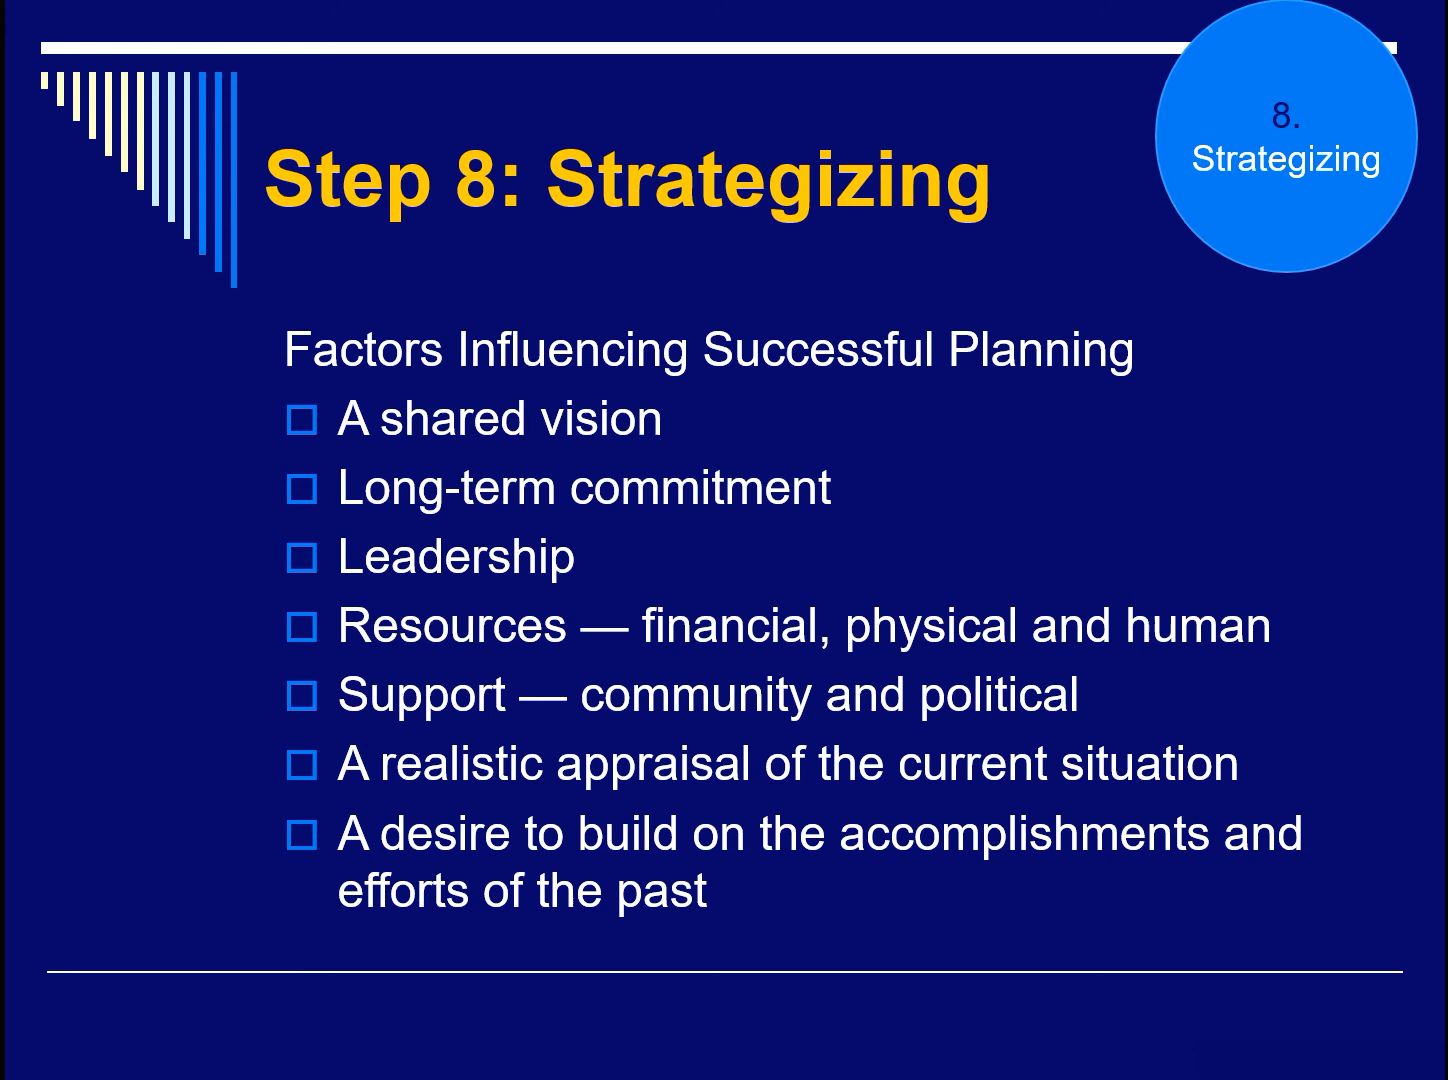 8.
Strategizing
Step 8: Strategizing
Factors Influencing Successful Planning
A shared vision
Long-term commitment
Leadership
Resources — financial, physical and human
Support — community and political
A realistic appraisal of the current situation
A desire to build on the accomplishments and
efforts of the past